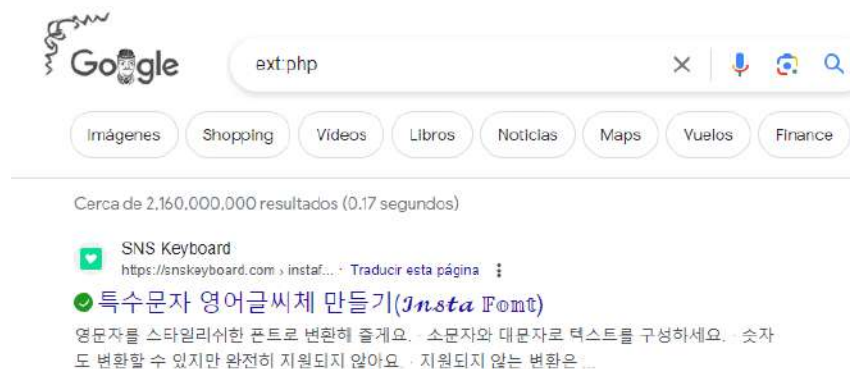 Google
ext:php
Imágenes Shopping Vídeos Libros Noticias Maps Vuelos Finance
Cerca de 2,160,000,000 resultados (0.17 segundos)
SNS Keyboard
https://snskeyboard.com › instaf... · Traducir esta página
특수문자 영어글씨체 만들기(𝓘𝓷𝓼𝓽𝓪 𝔽𝕠𝕟𝕥)
영문자를 스타일리쉬한 폰트로 변환해 줄게요. · 소문자와 대문자로 텍스트를 구성하세요. · 숫자
도 변환할 수 있지만 완전히 지원되지 않아요. · 지원되지 않는 변환은 ...